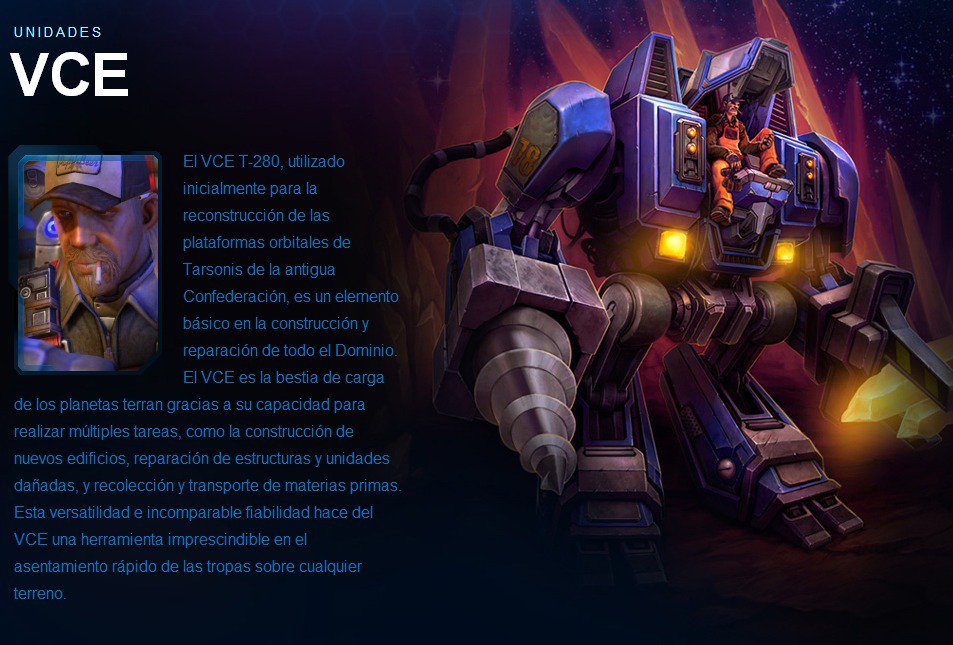 UNIDADES
VCE
El VCE T-280, utilizado
inicialmente para la
reconstrucción de las
plataformas orbitales de
Tarsonis de la antigua
Confederación, es un elemento
básico en la construcción y
reparación de todo el Dominio.
El VCE es la bestia de carga
de los planetas terran gracias a su capacidad para
realizar múltiples tareas, como la construcción de
nuevos edificios, reparación de estructuras y unidades
dañadas, y recolección y transporte de materias primas.
Esta versatilidad e incomparable fiabilidad hace del
VCE una herramienta imprescindible en el
asentamiento rápido de las tropas sobre cualquier
terreno.